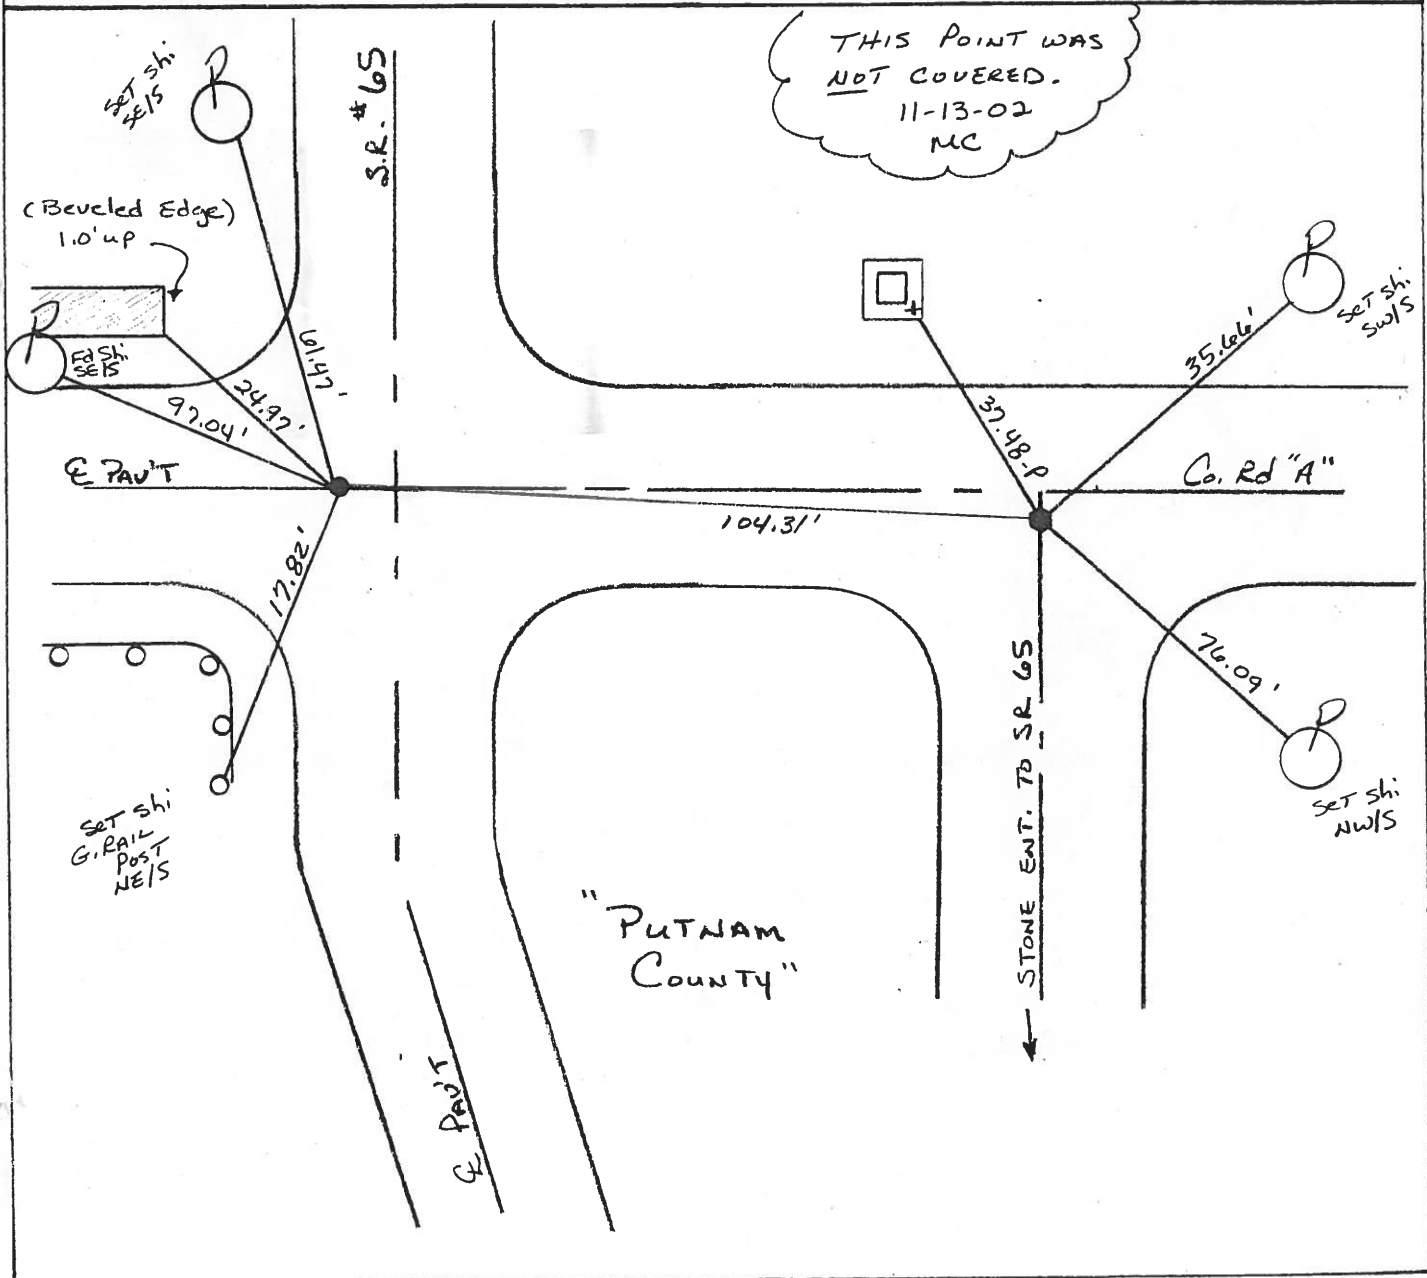 THIS POINT WAS
NOT COVERED.
11-13-02
MC
SET Shi
SE/S
S.R. #65
(Beveled Edge)
1.0' up
Fd Shi
SE/S
61.47'
24.97'
97.04'
SET Shi
SW/S
35.66'
37.48-P
℄ PAV'T
Co. Rd "A"
104.31'
17.82'
76.09'
SET Shi
NW/S
SET Shi
G. RAIL
POST
NE/S
STONE ENT. TO SR 65
"PUTNAM
COUNTY"
℄ PAV'T